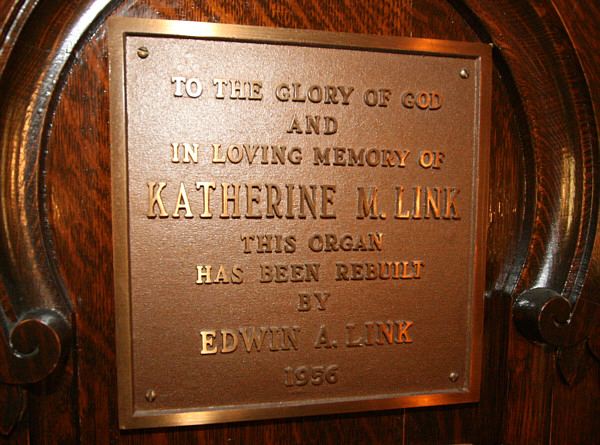 TO THE GLORY OF GOD
AND
IN LOVING MEMORY OF
KATHERINE M. LINK
THIS ORGAN
HAS BEEN REBUILT
BY
EDWIN A. LINK
1956